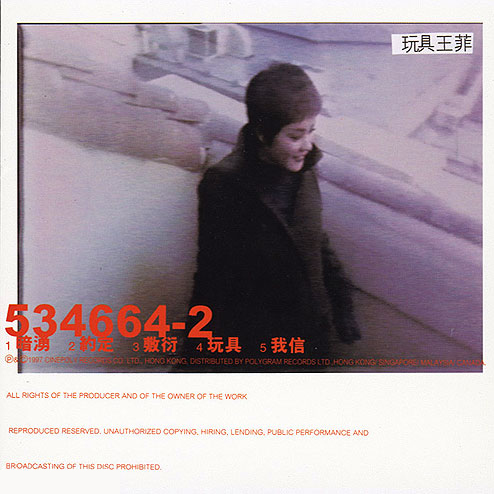 玩具王菲
534664-2
1 暗湧 2 約定 3 敷衍 4 玩具 5 我信
Ⓟ&©1997 CINEPOLY RECORDS CO. LTD., HONG KONG. DISTRIBUTED BY POLYGRAM RECORDS LTD., HONG KONG/ SINGAPORE/ MALAYSIA/ CANADA.
ALL RIGHTS OF THE PRODUCER AND OF THE OWNER OF THE WORK
REPRODUCED RESERVED. UNAUTHORIZED COPYING, HIRING, LENDING, PUBLIC PERFORMANCE AND
BROADCASTING OF THIS DISC PROHIBITED.